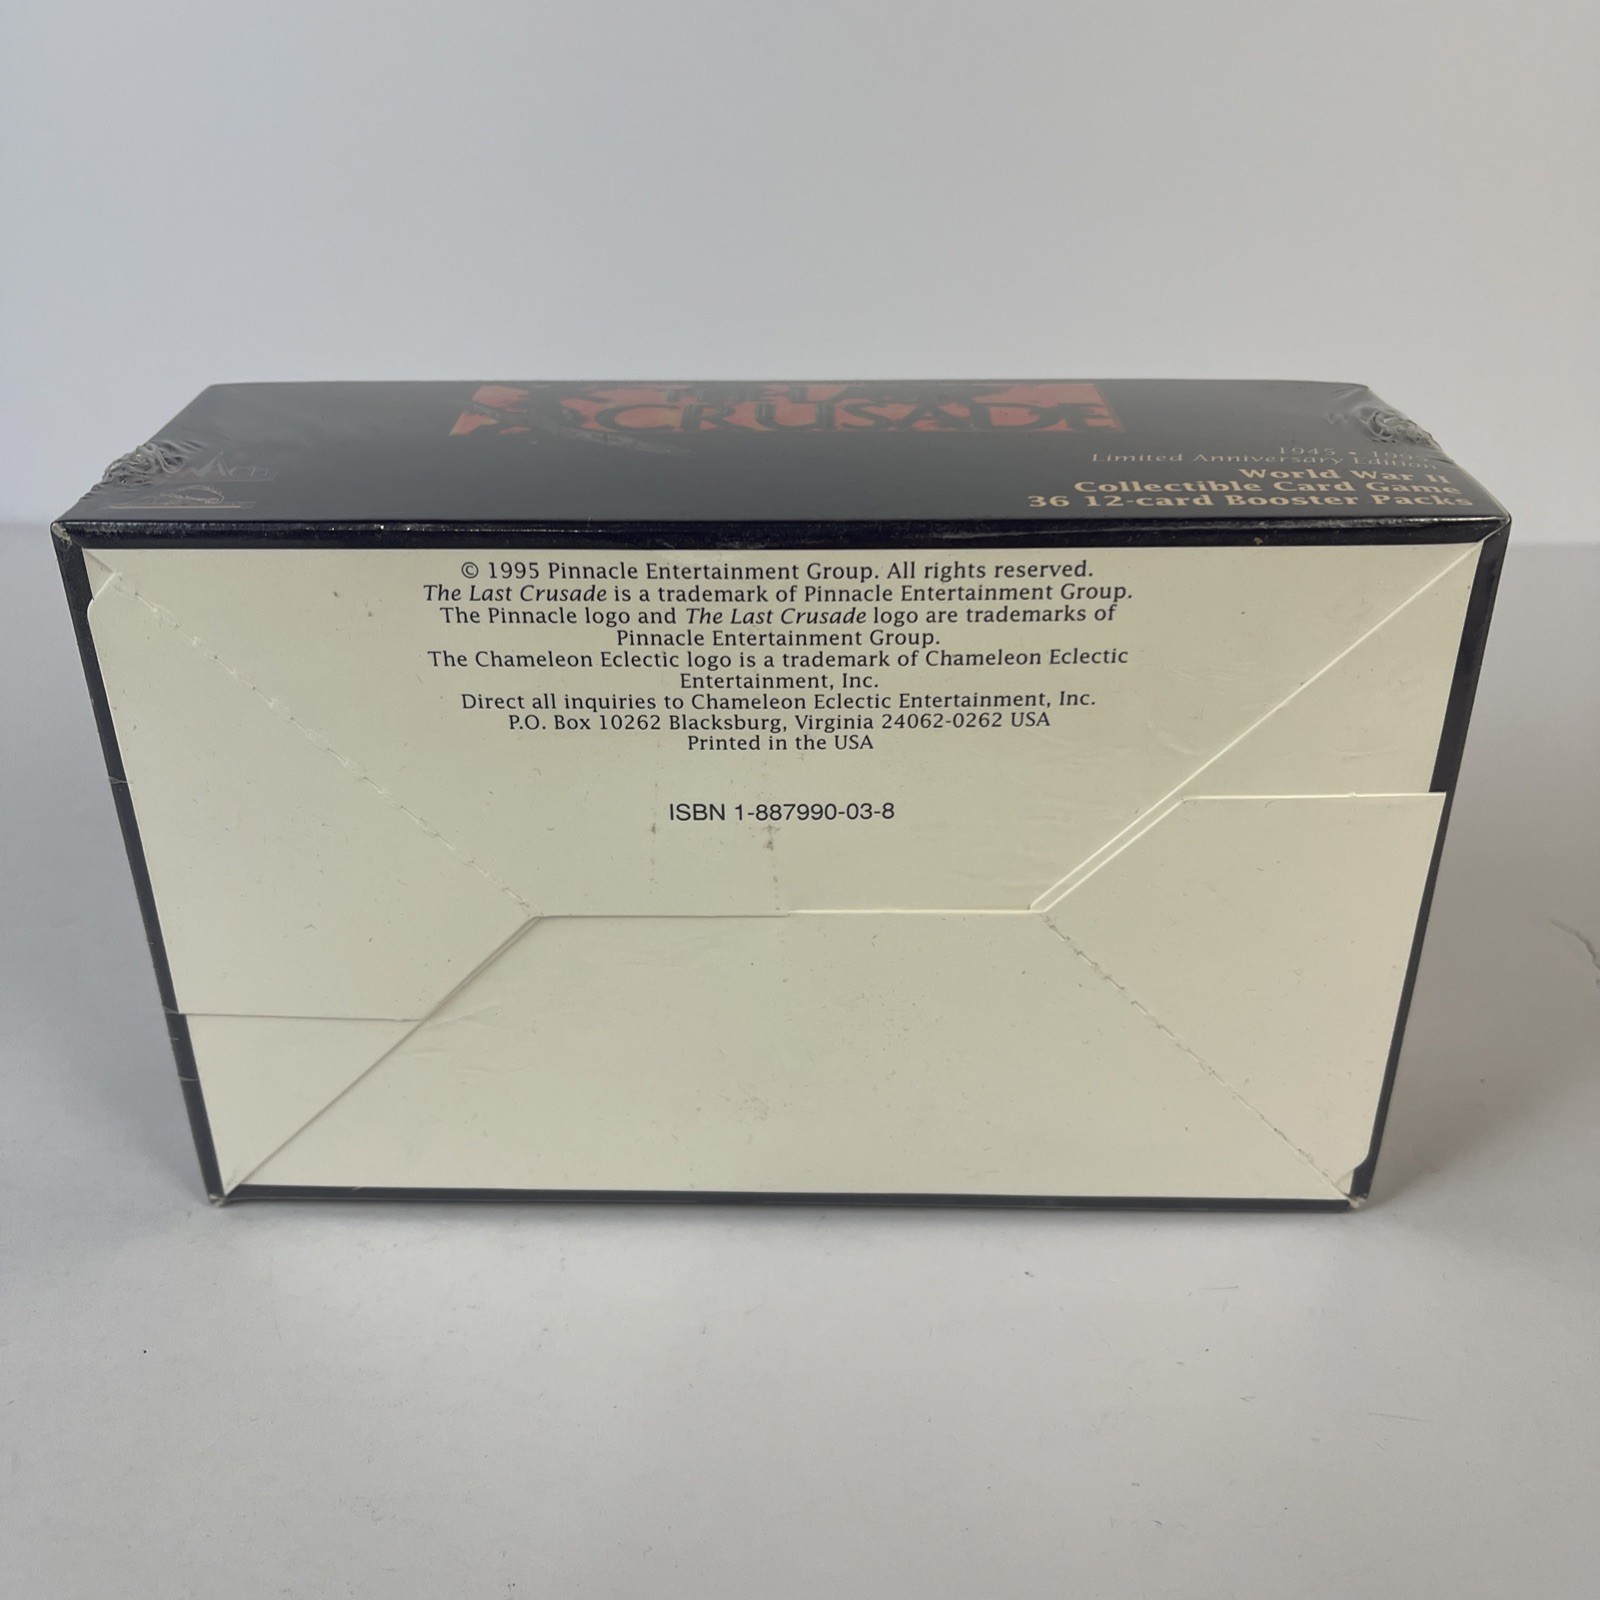 CRUSADE
1945 • 1995
Limited Anniversary Edition
World War II
Collectible Card Game
36 12-card Booster Packs
© 1995 Pinnacle Entertainment Group. All rights reserved.
The Last Crusade is a trademark of Pinnacle Entertainment Group.
The Pinnacle logo and The Last Crusade logo are trademarks of
Pinnacle Entertainment Group.
The Chameleon Eclectic logo is a trademark of Chameleon Eclectic
Entertainment, Inc.
Direct all inquiries to Chameleon Eclectic Entertainment, Inc.
P.O. Box 10262 Blacksburg, Virginia 24062-0262 USA
Printed in the USA
ISBN 1-887990-03-8